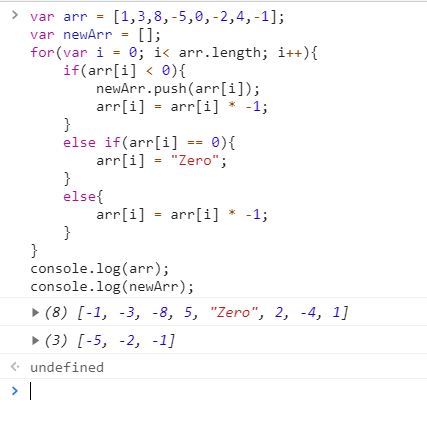 > var arr = [1,3,8,-5,0,-2,4,-1];
var newArr = [];
for(var i = 0; i< arr.length; i++){
    if(arr[i] < 0){
        newArr.push(arr[i]);
        arr[i] = arr[i] * -1;
    }
    else if(arr[i] == 0){
        arr[i] = "Zero";
    }
    else{
        arr[i] = arr[i] * -1;
    }
}
console.log(arr);
console.log(newArr);
▶ (8) [-1, -3, -8, 5, "Zero", 2, -4, 1]
▶ (3) [-5, -2, -1]
undefined
>